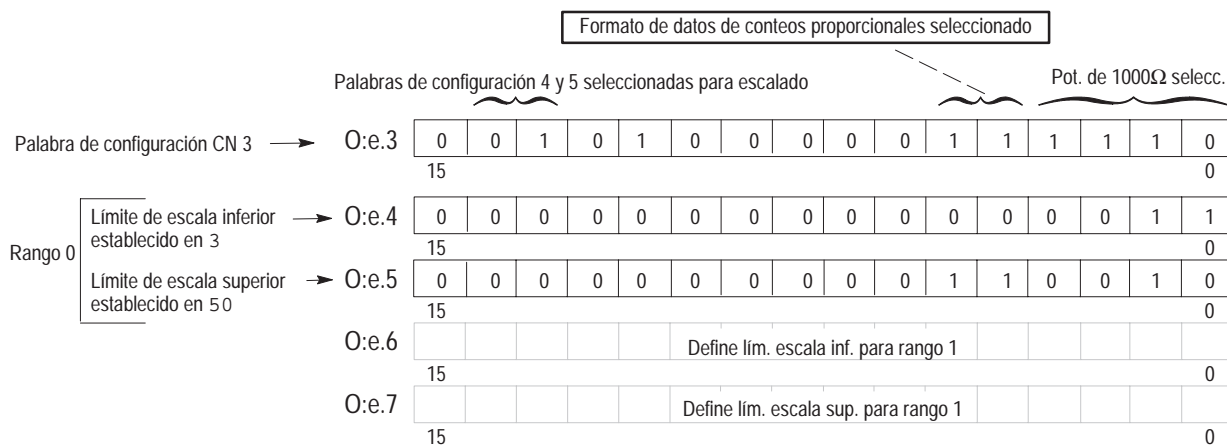 Formato de datos de conteos proporcionales seleccionado
Palabras de configuración 4 y 5 seleccionadas para escalado
Pot. de 1000Ω selecc.
Palabra de configuración CN 3
O:e.3
0 0 1 0 1 0 0 0 0 0 1 1 1 1 1 0
15 0
Rango 0
Límite de escala inferior
establecido en 3
O:e.4
0 0 0 0 0 0 0 0 0 0 0 0 0 0 1 1
15 0
Límite de escala superior
establecido en 50
O:e.5
0 0 0 0 0 0 0 0 0 0 1 1 0 0 1 0
15 0
O:e.6
Define lím. escala inf. para rango 1
15 0
O:e.7
Define lím. escala sup. para rango 1
15 0